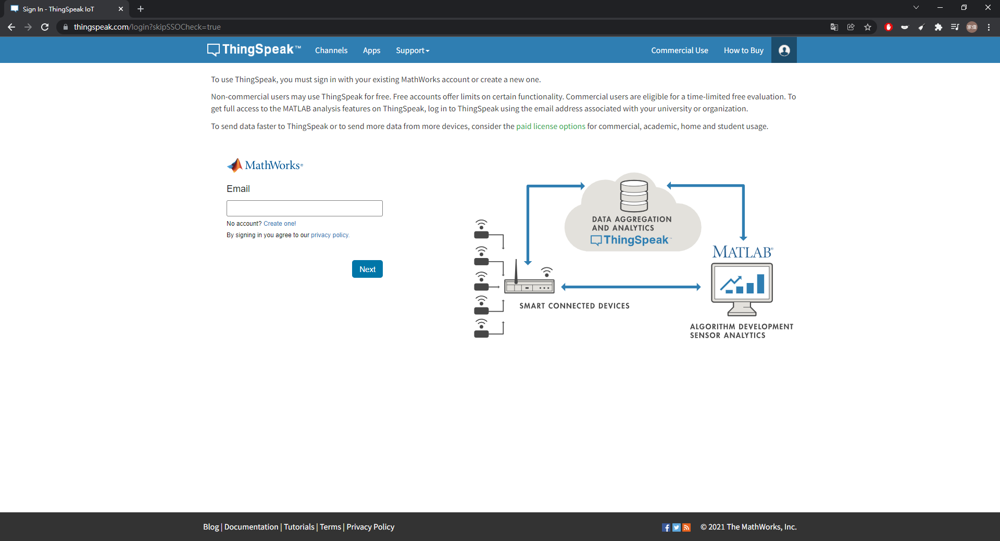 Sign In - ThingSpeak IoT
thingspeak.com/login?skipSSOCheck=true
家偉
ThingSpeak™ Channels Apps Support Commercial Use How to Buy
To use ThingSpeak, you must sign in with your existing MathWorks account or create a new one.
Non-commercial users may use ThingSpeak for free. Free accounts offer limits on certain functionality. Commercial users are eligible for a time-limited free evaluation. To
get full access to the MATLAB analysis features on ThingSpeak, log in to ThingSpeak using the email address associated with your university or organization.
To send data faster to ThingSpeak or to send more data from more devices, consider the paid license options for commercial, academic, home and student usage.
MathWorks®
Email
No account? Create one!
By signing in you agree to our privacy policy.
Next
DATA AGGREGATION
AND ANALYTICS
ThingSpeak™
MATLAB®
SMART CONNECTED DEVICES
ALGORITHM DEVELOPMENT
SENSOR ANALYTICS
Blog | Documentation | Tutorials | Terms | Privacy Policy
© 2021 The MathWorks, Inc.